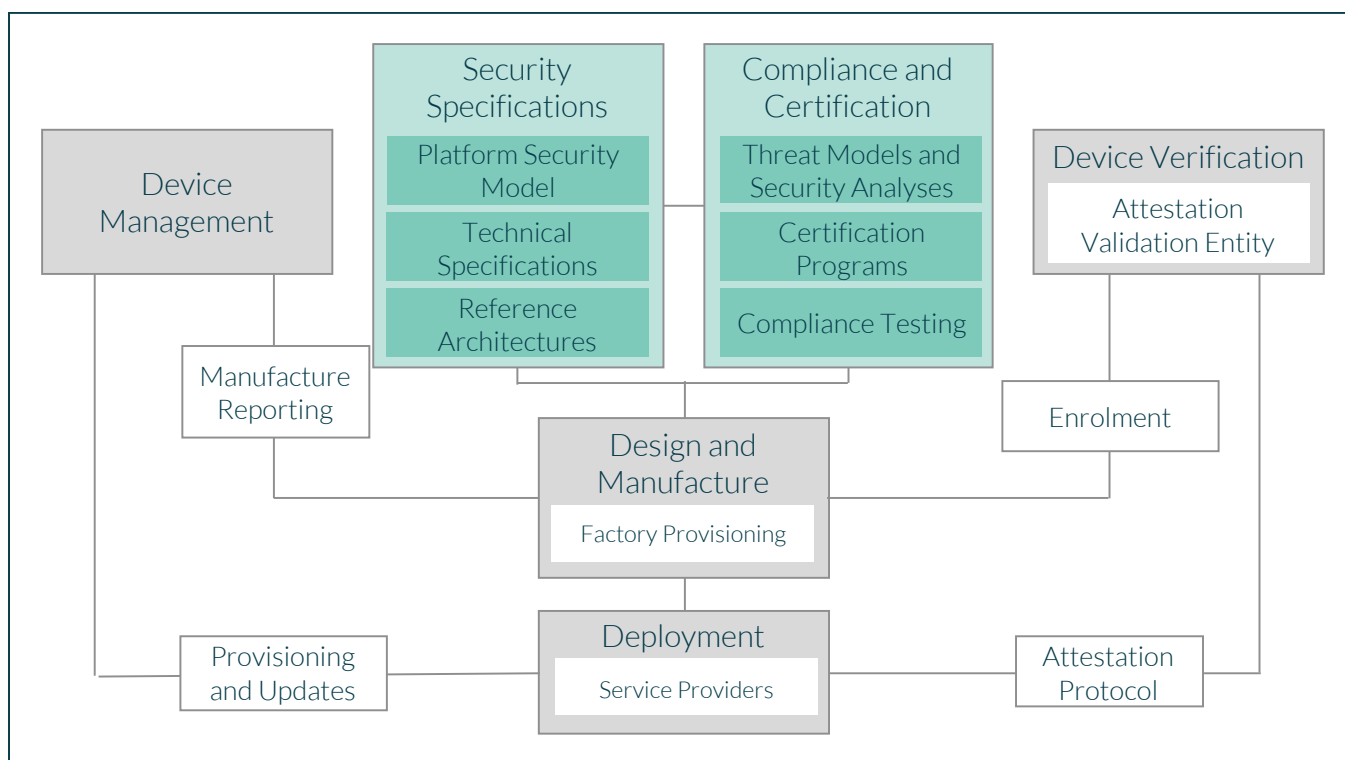 Security
Specifications
Platform Security
Model
Technical
Specifications
Reference
Architectures
Compliance and
Certification
Threat Models and
Security Analyses
Certification
Programs
Compliance Testing
Device
Management
Device Verification
Attestation
Validation Entity
Manufacture
Reporting
Enrolment
Design and
Manufacture
Factory Provisioning
Provisioning
and Updates
Deployment
Service Providers
Attestation
Protocol